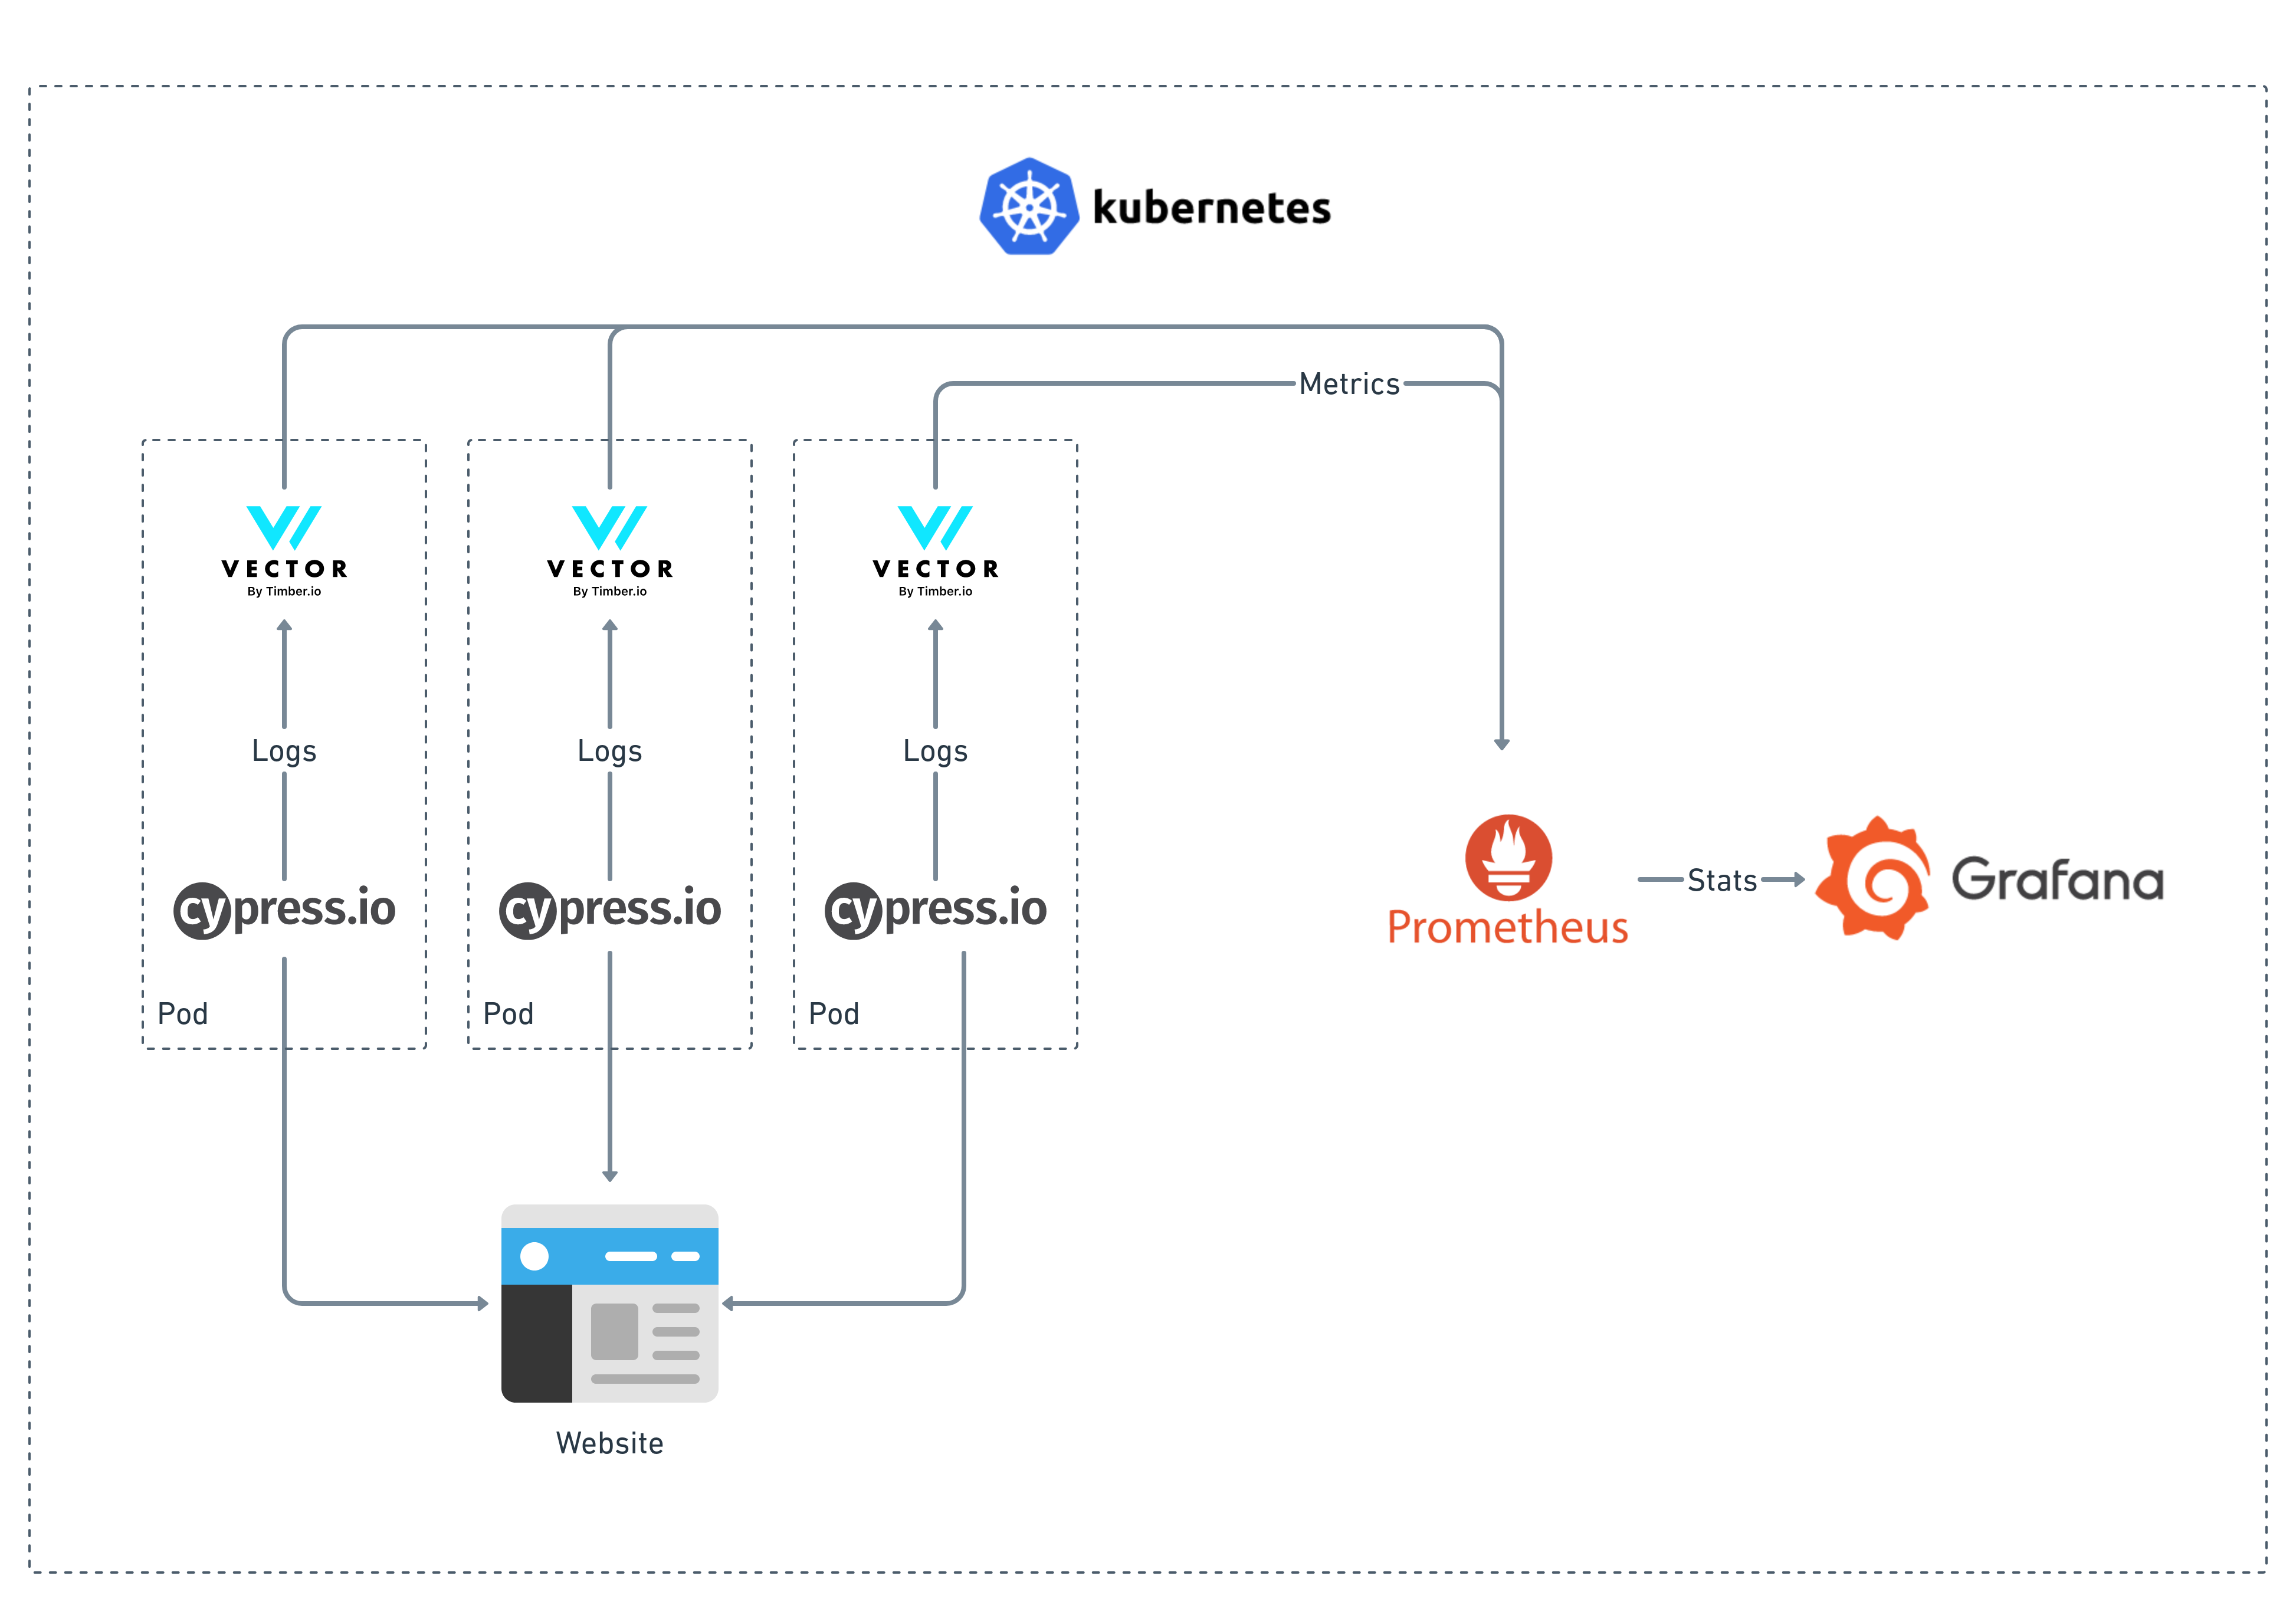 kubernetes
Metrics
VECTOR
By Timber.io
VECTOR
By Timber.io
VECTOR
By Timber.io
Logs
Logs
Logs
cypress.io
cypress.io
cypress.io
Pod
Pod
Pod
Prometheus
Stats
Grafana
Website